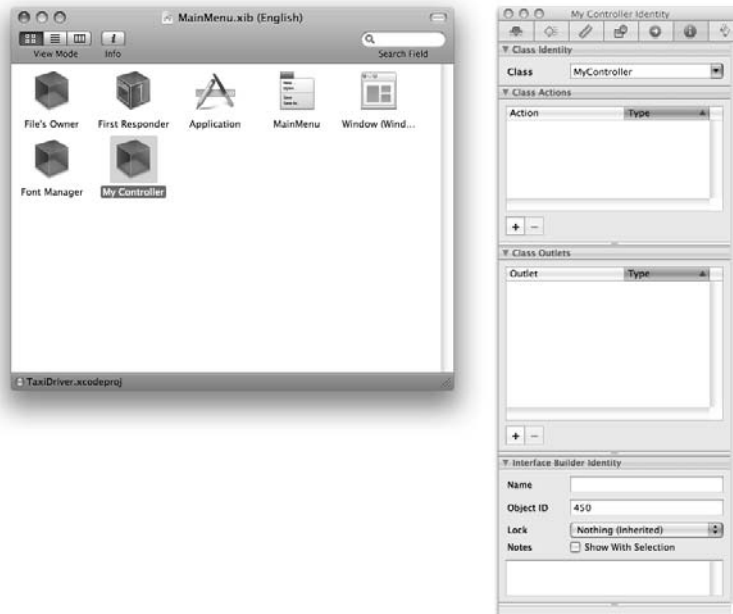 MainMenu.xib (English)
View Mode
Info
Search Field
File's Owner
First Responder
Application
MainMenu
Window (Wind...
Font Manager
My Controller
TaxiDriver.xcodeproj
My Controller Identity
Class Identity
Class
MyController
Class Actions
Action
Type
+ −
Class Outlets
Outlet
Type
+ −
Interface Builder Identity
Name
Object ID
450
Lock
Nothing (Inherited)
Notes
Show With Selection